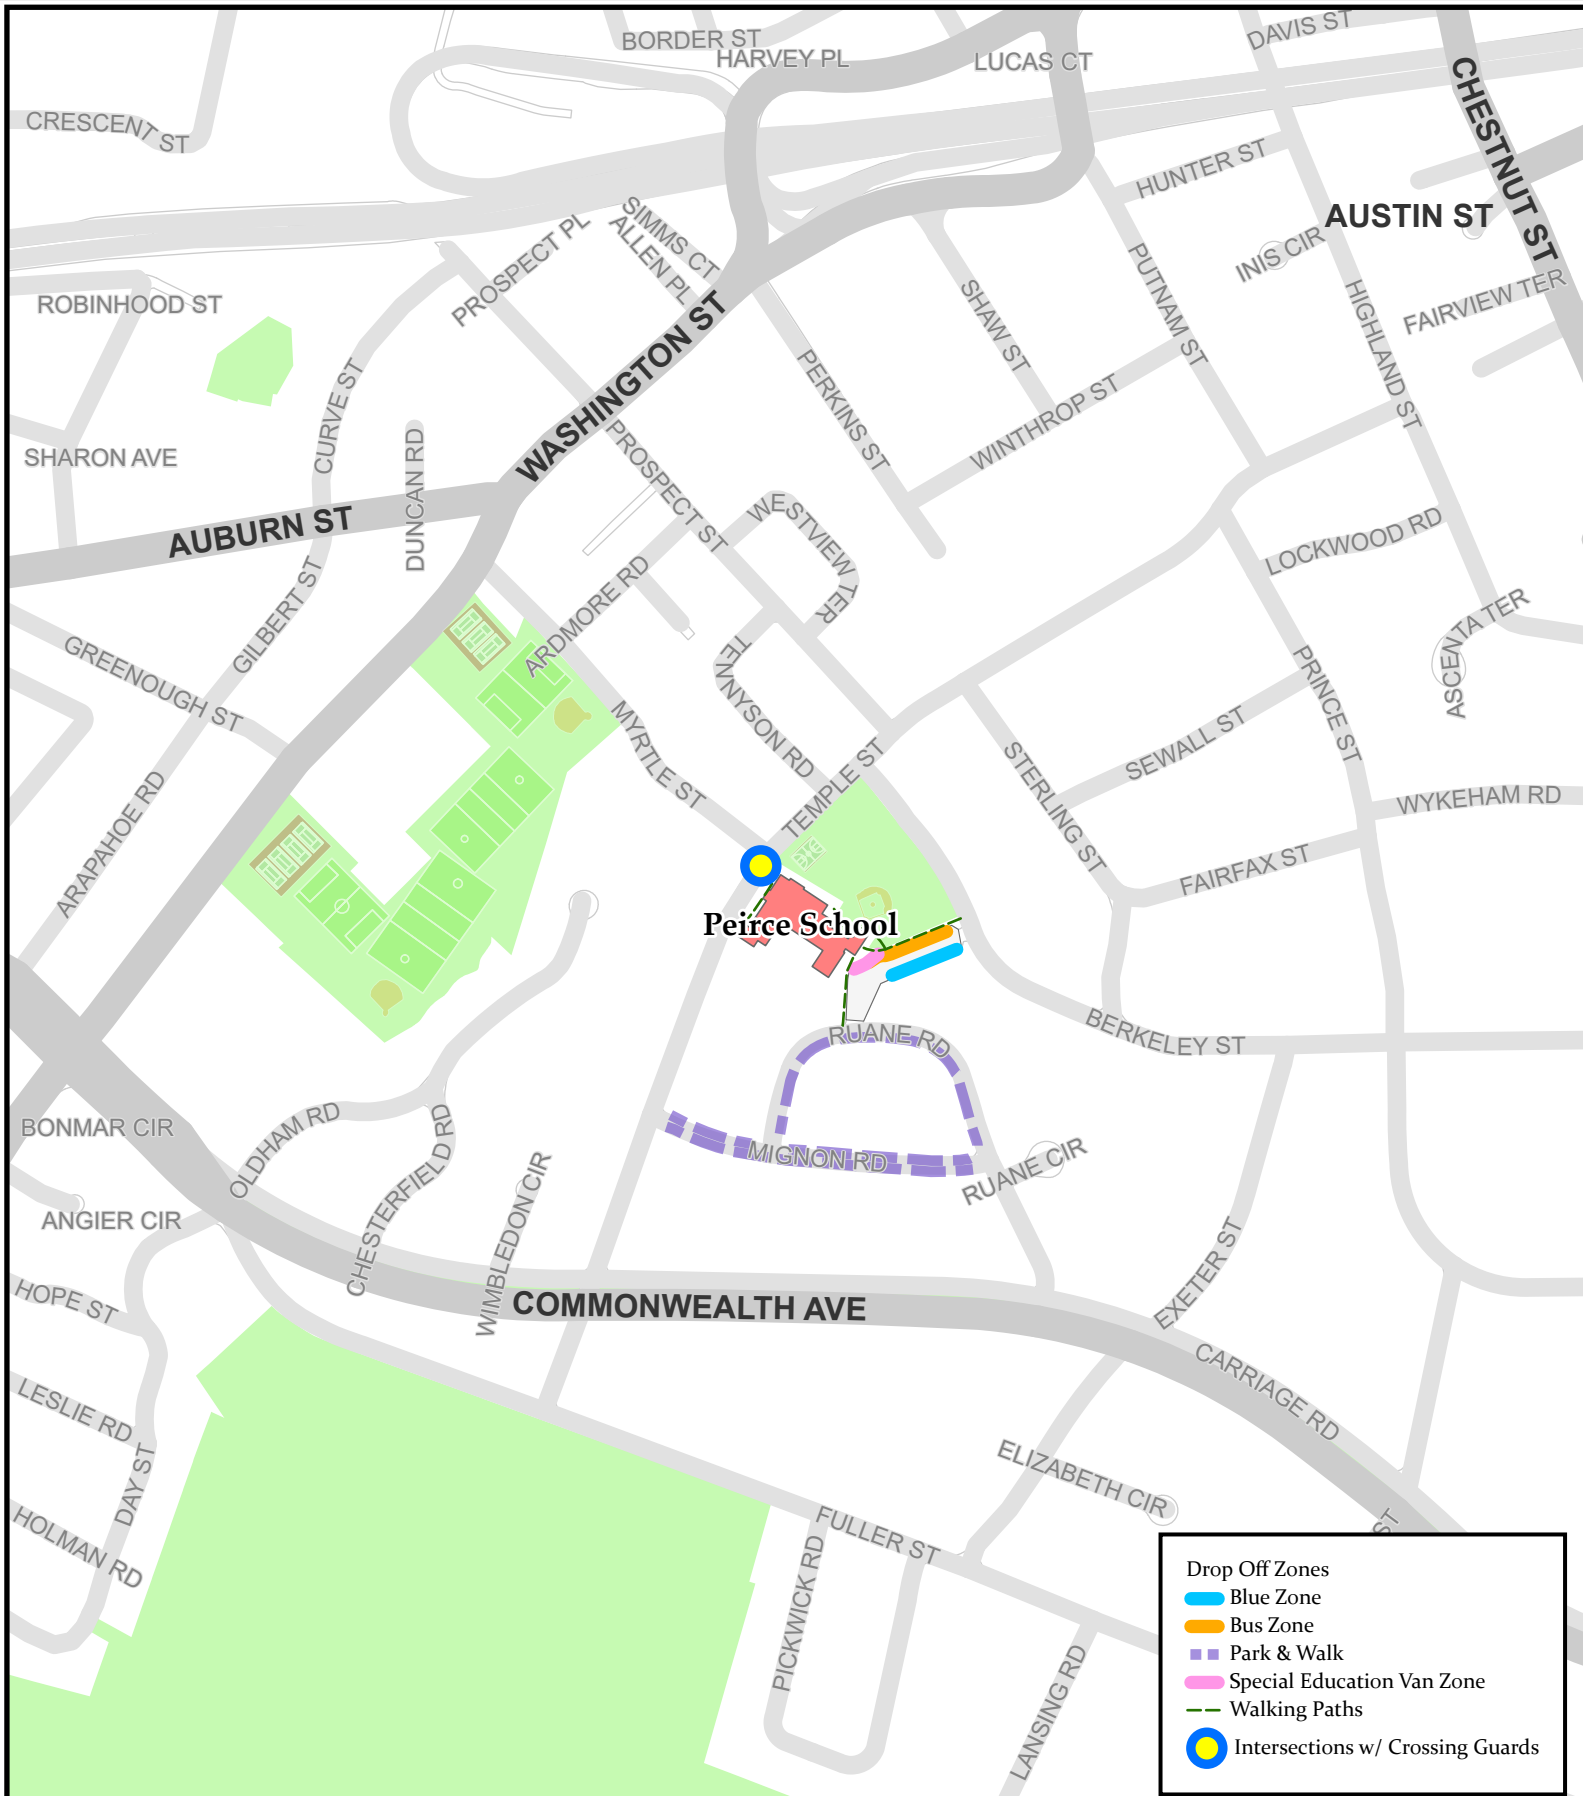 BORDER ST
HARVEY PL
LUCAS CT
DAVIS ST
CHESTNUT ST
CRESCENT ST
HUNTER ST
AUSTIN ST
SIMMS CT
ALLEN PL
PROSPECT PL
INIS CIR
PUTNAM ST
ROBINHOOD ST
SHAW ST
HIGHLAND ST
FAIRVIEW TER
WASHINGTON ST
PERKINS ST
CURVE ST
WINTHROP ST
SHARON AVE
DUNCAN RD
PROSPECT ST
AUBURN ST
WESTVIEW TER
LOCKWOOD RD
GILBERT ST
ARDMORE RD
ASCENTA TER
GREENOUGH ST
TENNYSON RD
PRINCE ST
MYRTLE ST
SEWALL ST
TEMPLE ST
STERLING ST
WYKEHAM RD
ARAPAHOE RD
FAIRFAX ST
Peirce School
BERKELEY ST
RUANE RD
BONMAR CIR
OLDHAM RD
CHESTERFIELD RD
MIGNON RD
RUANE CIR
WIMBLEDON CIR
ANGIER CIR
EXETER ST
HOPE ST
COMMONWEALTH AVE
CARRIAGE RD
LESLIE RD
DAY ST
ELIZABETH CIR
HOLMAN RD
FULLER ST
ST
PICKWICK RD
LANSING RD
Drop Off Zones
Blue Zone
Bus Zone
Park & Walk
Special Education Van Zone
Walking Paths
Intersections w/ Crossing Guards